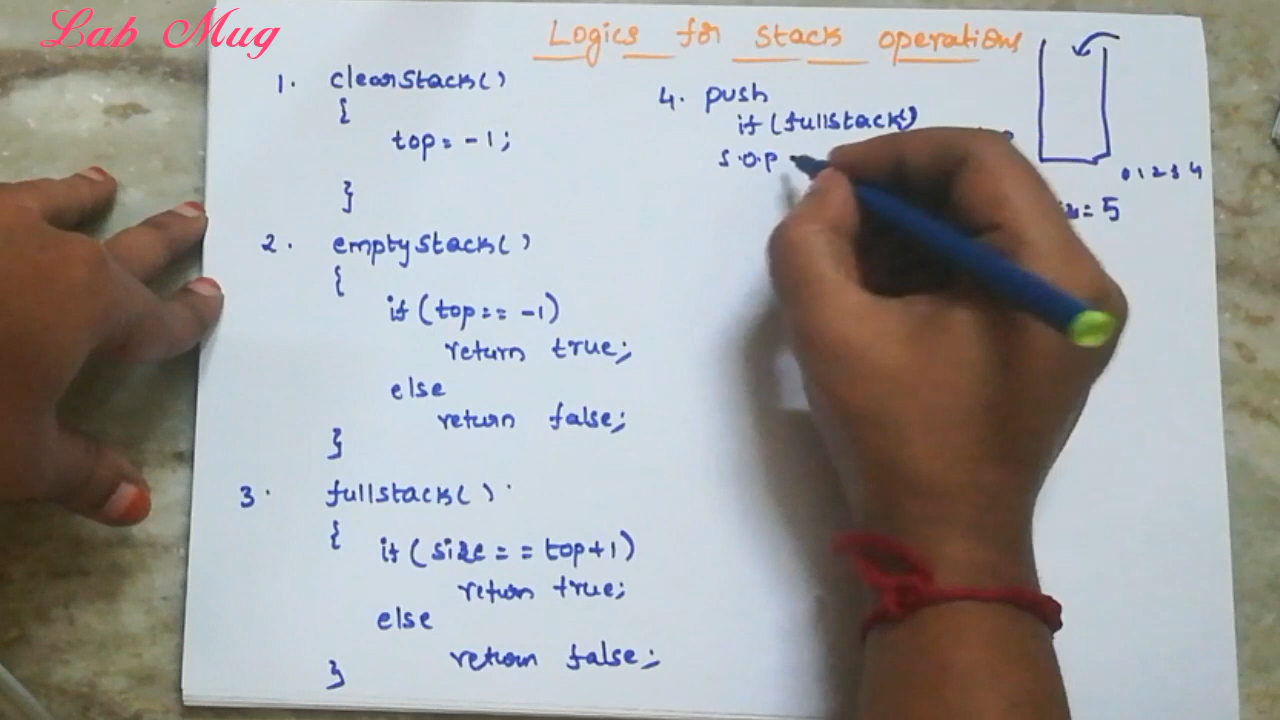 Lab Mug
Logics for stack operations
1. clearstack()
{
top = -1;
}
2. emptystack()
{
if (top == -1)
return true;
else
return false;
}
3. fullstack()
{ if (size == top+1)
return true;
else
return false;
}
4. push
if (fullstack)
S.O.P
0 1 2 3 4
= 5